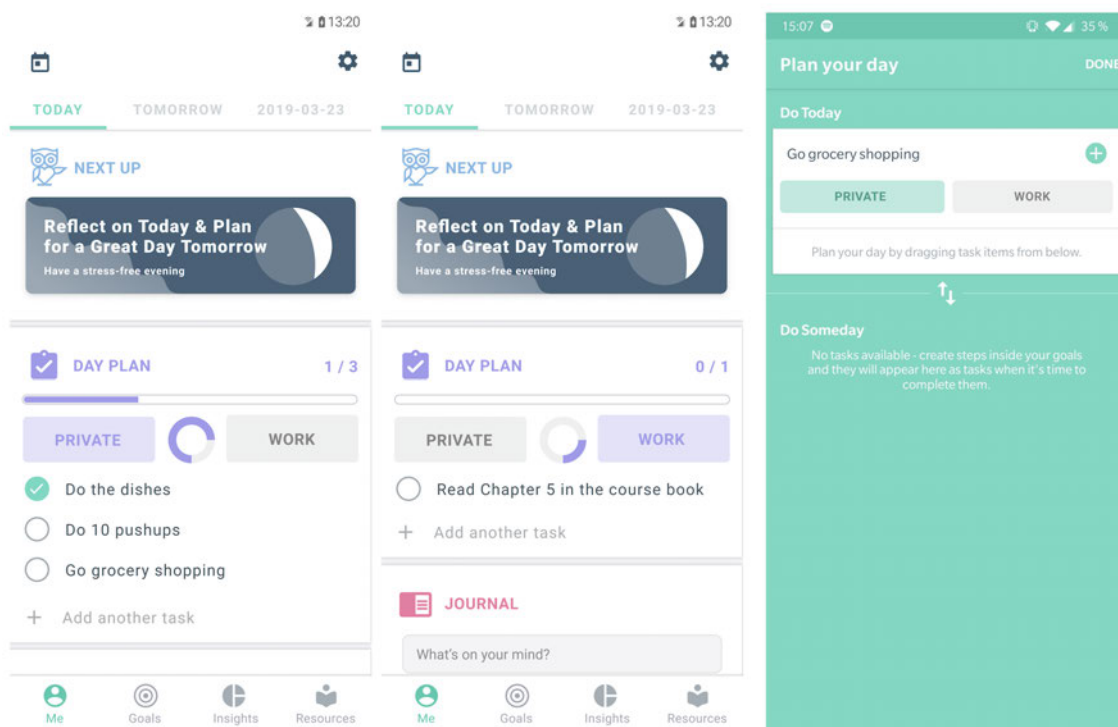 13:20
TODAY TOMORROW 2019-03-23
NEXT UP
Reflect on Today & Plan
for a Great Day Tomorrow
Have a stress-free evening
DAY PLAN 1 / 3
PRIVATE WORK
Do the dishes
Do 10 pushups
Go grocery shopping
+ Add another task
Me Goals Insights Resources
13:20
TODAY TOMORROW 2019-03-23
NEXT UP
Reflect on Today & Plan
for a Great Day Tomorrow
Have a stress-free evening
DAY PLAN 0 / 1
PRIVATE WORK
Read Chapter 5 in the course book
+ Add another task
JOURNAL
What's on your mind?
Me Goals Insights Resources
15:07 35 %
Plan your day DONE
Do Today
Go grocery shopping
PRIVATE WORK
Plan your day by dragging task items from below.
Do Someday
No tasks available - create steps inside your goals
and they will appear here as tasks when it's time to
complete them.